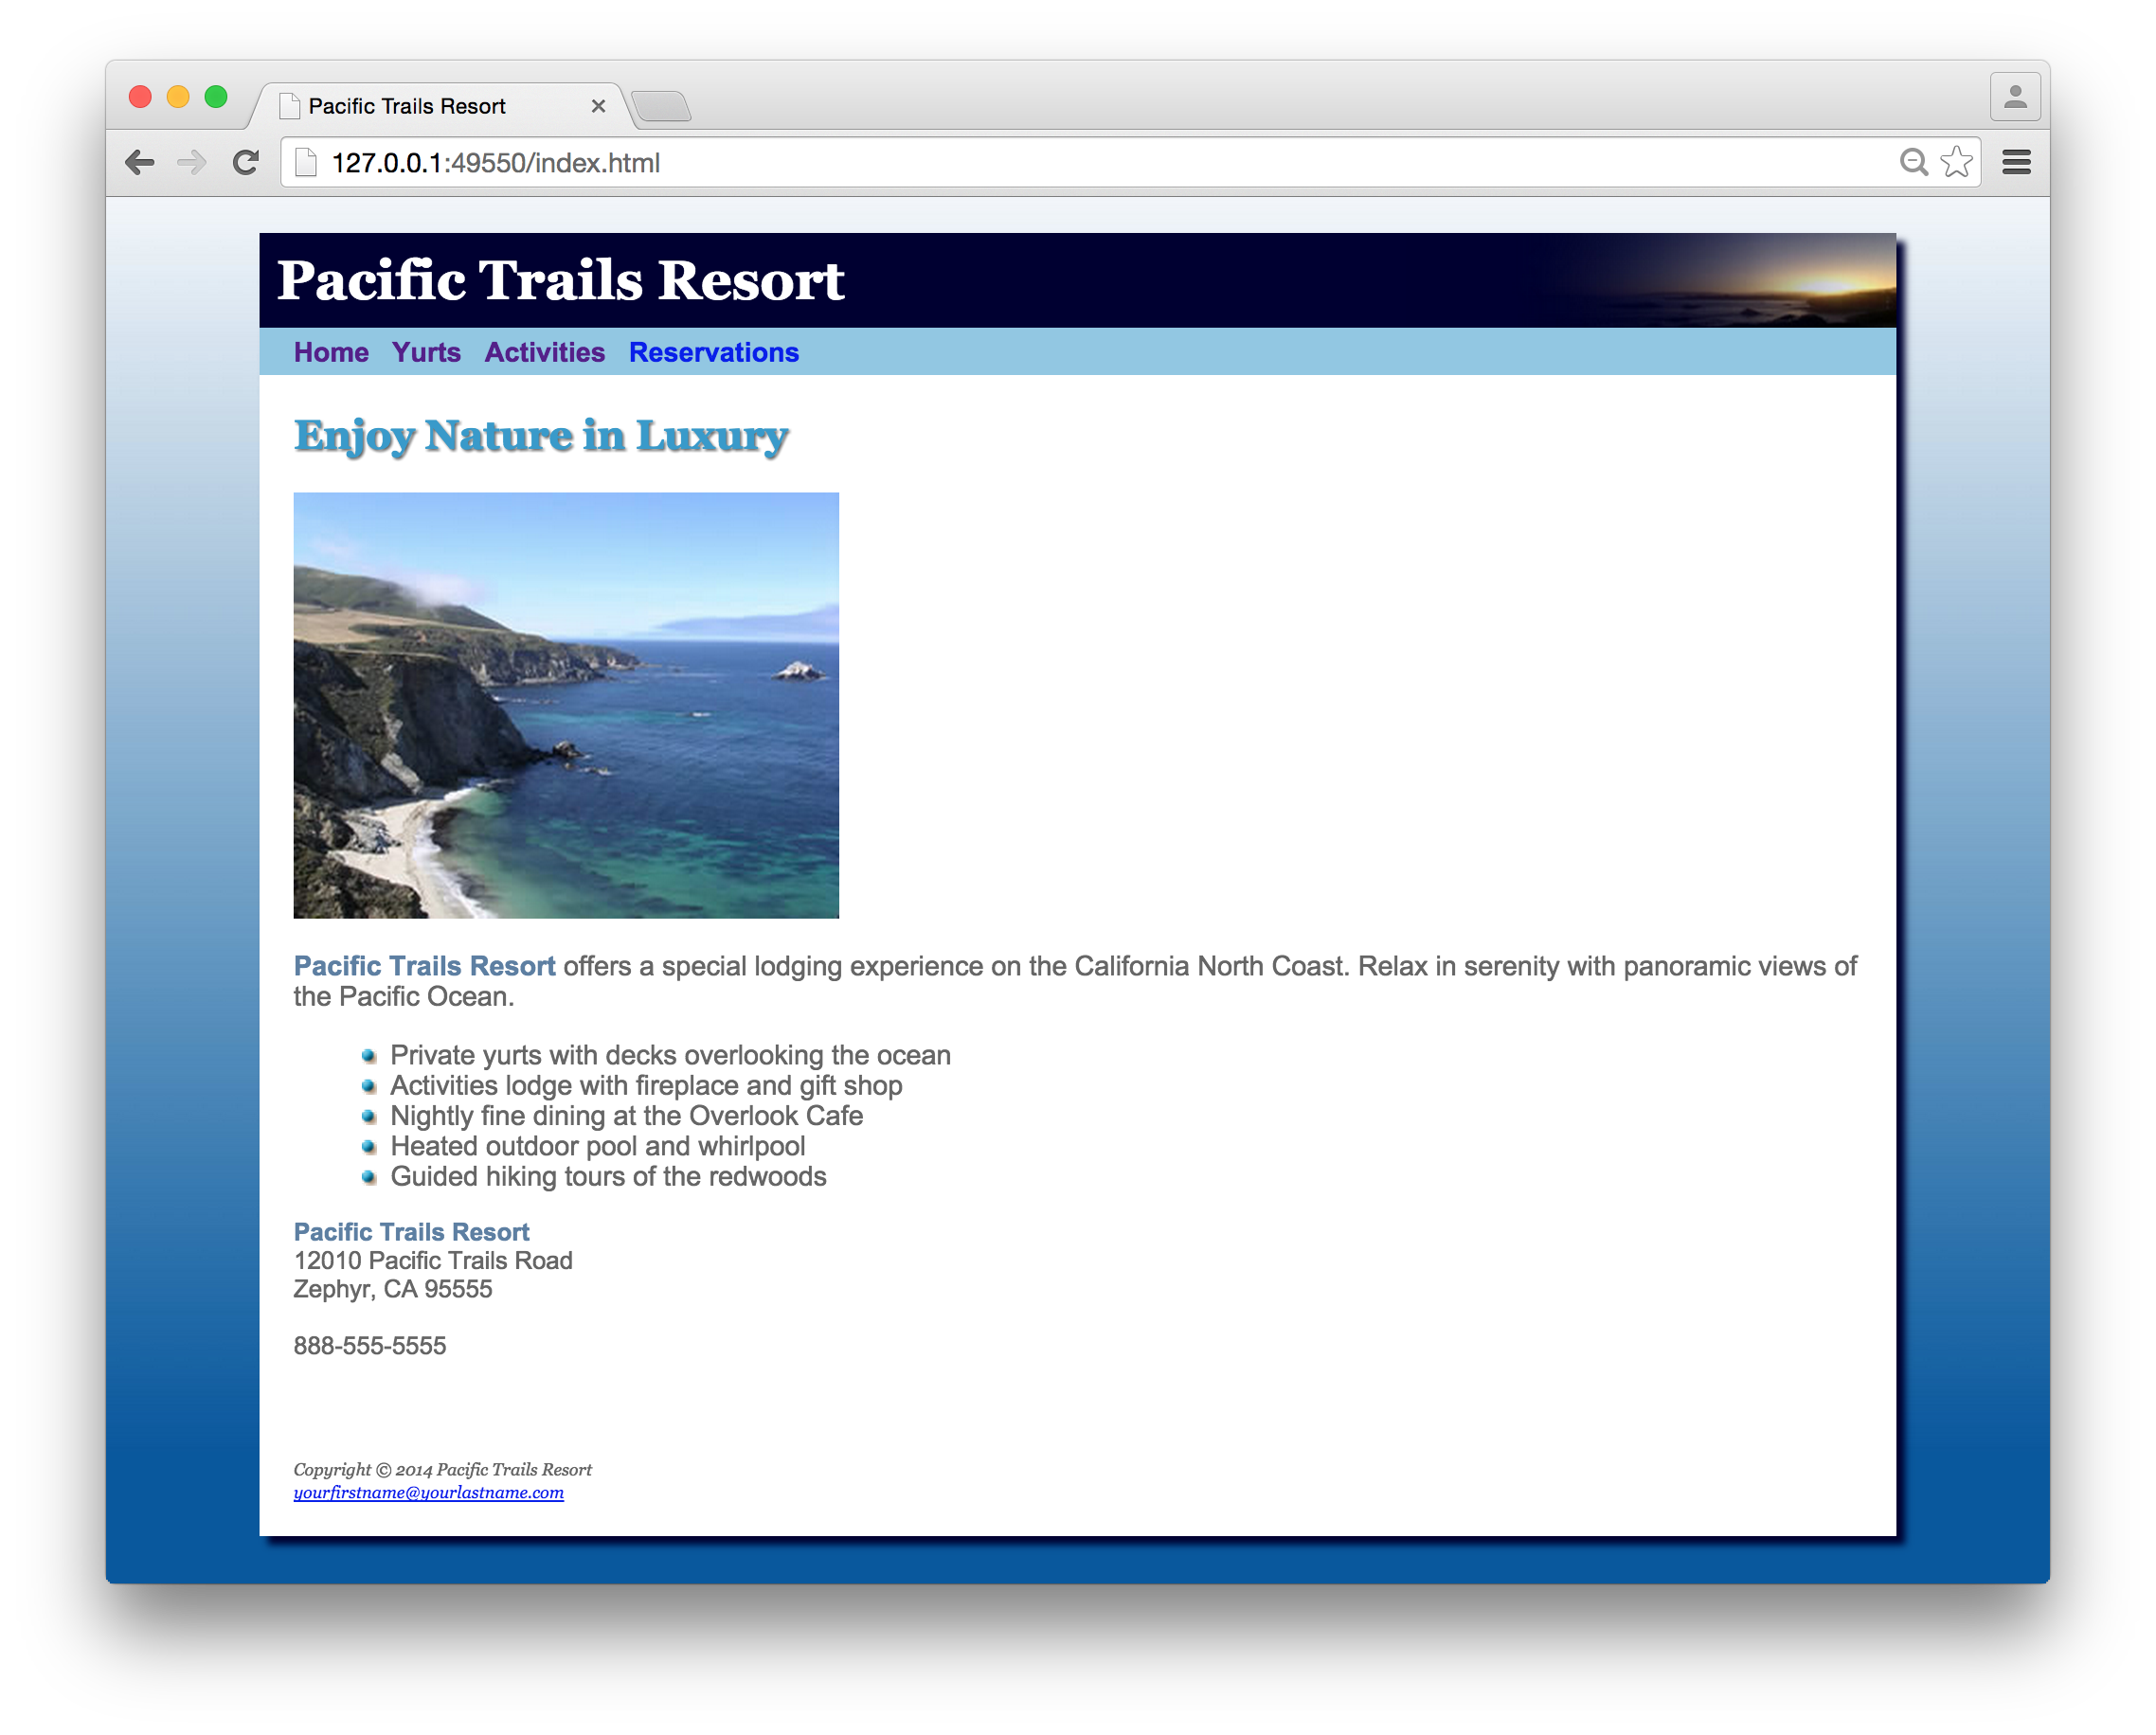 Pacific Trails Resort
127.0.0.1:49550/index.html
Pacific Trails Resort
Home Yurts Activities Reservations
Enjoy Nature in Luxury
Pacific Trails Resort offers a special lodging experience on the California North Coast. Relax in serenity with panoramic views of
the Pacific Ocean.
Private yurts with decks overlooking the ocean
Activities lodge with fireplace and gift shop
Nightly fine dining at the Overlook Cafe
Heated outdoor pool and whirlpool
Guided hiking tours of the redwoods
Pacific Trails Resort
12010 Pacific Trails Road
Zephyr, CA 95555
888-555-5555
Copyright © 2014 Pacific Trails Resort
yourfirstname@yourlastname.com